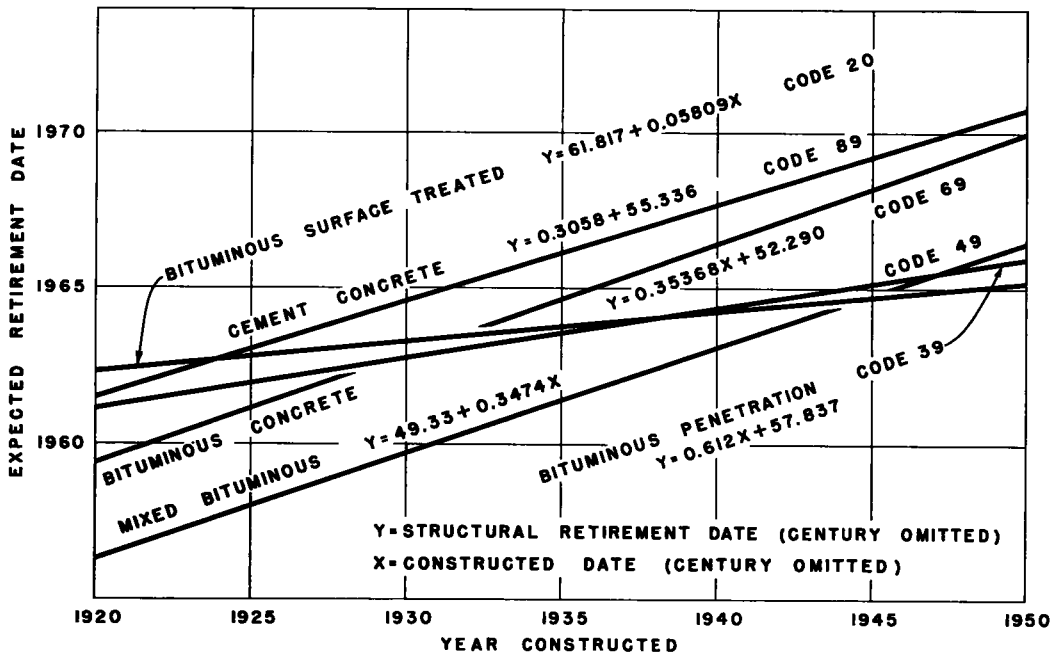 EXPECTED RETIREMENT DATE
1970
1965
1960
BITUMINOUS SURFACE TREATED Y=61.817+0.05809X CODE 20
CEMENT CONCRETE Y=0.3058+55.336 CODE 89
BITUMINOUS CONCRETE Y=0.35368X+52.290 CODE 69
MIXED BITUMINOUS Y=49.33+0.3474X CODE 49
BITUMINOUS PENETRATION CODE 39
Y=0.612X+57.837
Y=STRUCTURAL RETIREMENT DATE (CENTURY OMITTED)
X=CONSTRUCTED DATE (CENTURY OMITTED)
1920 1925 1930 1935 1940 1945 1950
YEAR CONSTRUCTED